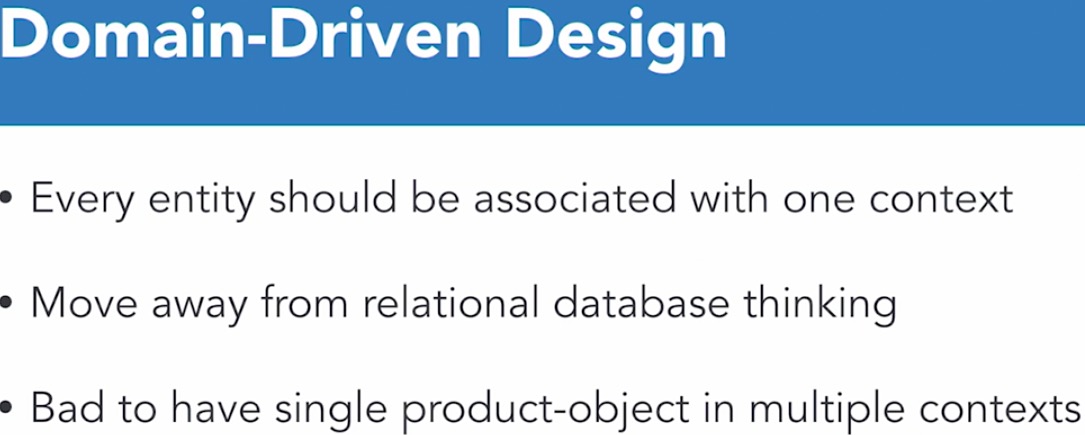 Domain-Driven Design
• Every entity should be associated with one context
• Move away from relational database thinking
• Bad to have single product-object in multiple contexts